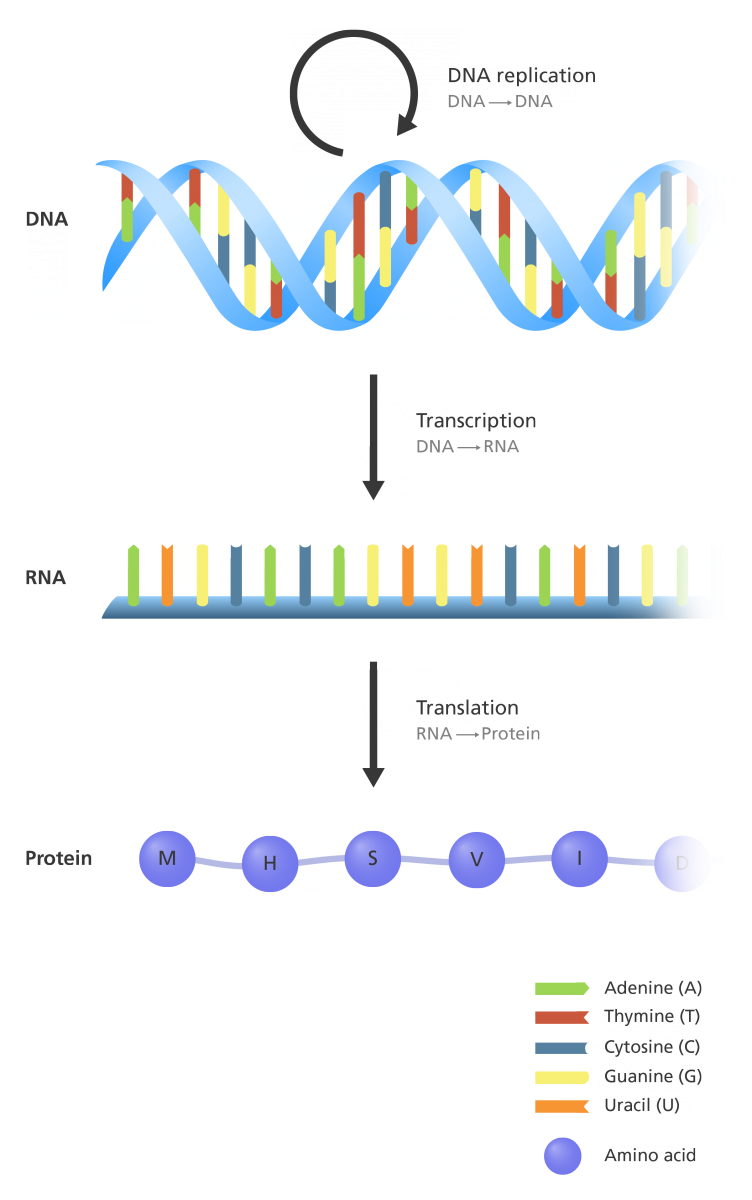 DNA replication
DNA → DNA
DNA
Transcription
DNA → RNA
RNA
Translation
RNA → Protein
Protein
M H S V I D
Adenine (A)
Thymine (T)
Cytosine (C)
Guanine (G)
Uracil (U)
Amino acid